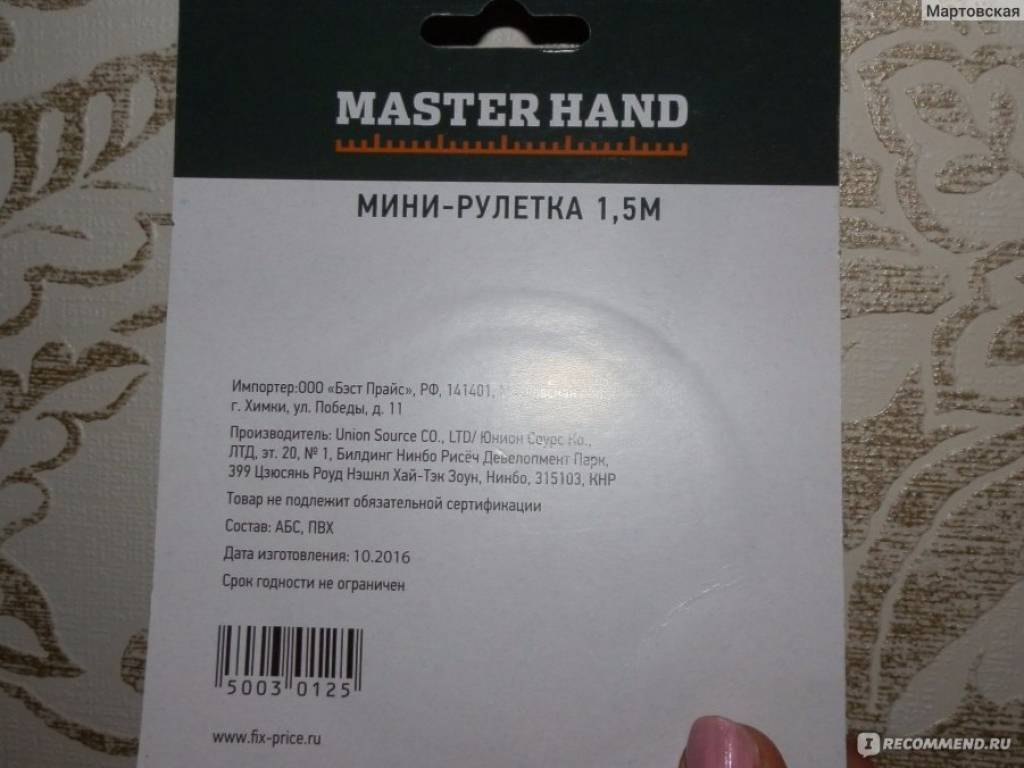 Мартовская
MASTER HAND
МИНИ-РУЛЕТКА 1,5М
Импортер:ООО «Бэст Прайс», РФ, 141401,
г. Химки, ул. Победы, д. 11
Производитель: Union Source CO., LTD/ Юнион Соурс Ко.,
ЛТД, эт. 20, № 1, Билдинг Нинбо Рисёч Девелопмент Парк,
399 Цзюсянь Роуд Нэшнл Хай-Тэк Зоун, Нинбо, 315103, КНР
Товар не подлежит обязательной сертификации
Состав: АБС, ПВХ
Дата изготовления: 10.2016
Срок годности не ограничен
5003 0125
www.fix-price.ru
IRECOMMEND.RU